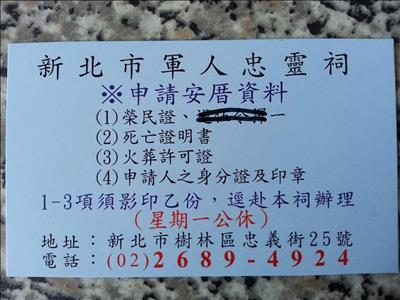 新北市軍人忠靈祠
※申請安厝資料
(1)榮民證、一
(2)死亡證明書
(3)火葬許可證
(4)申請人之身分證及印章
1-3項須影印乙份，逕赴本祠辦理
(星期一公休)
地址：新北市樹林區忠義街25號
電話：(02)2689-4924